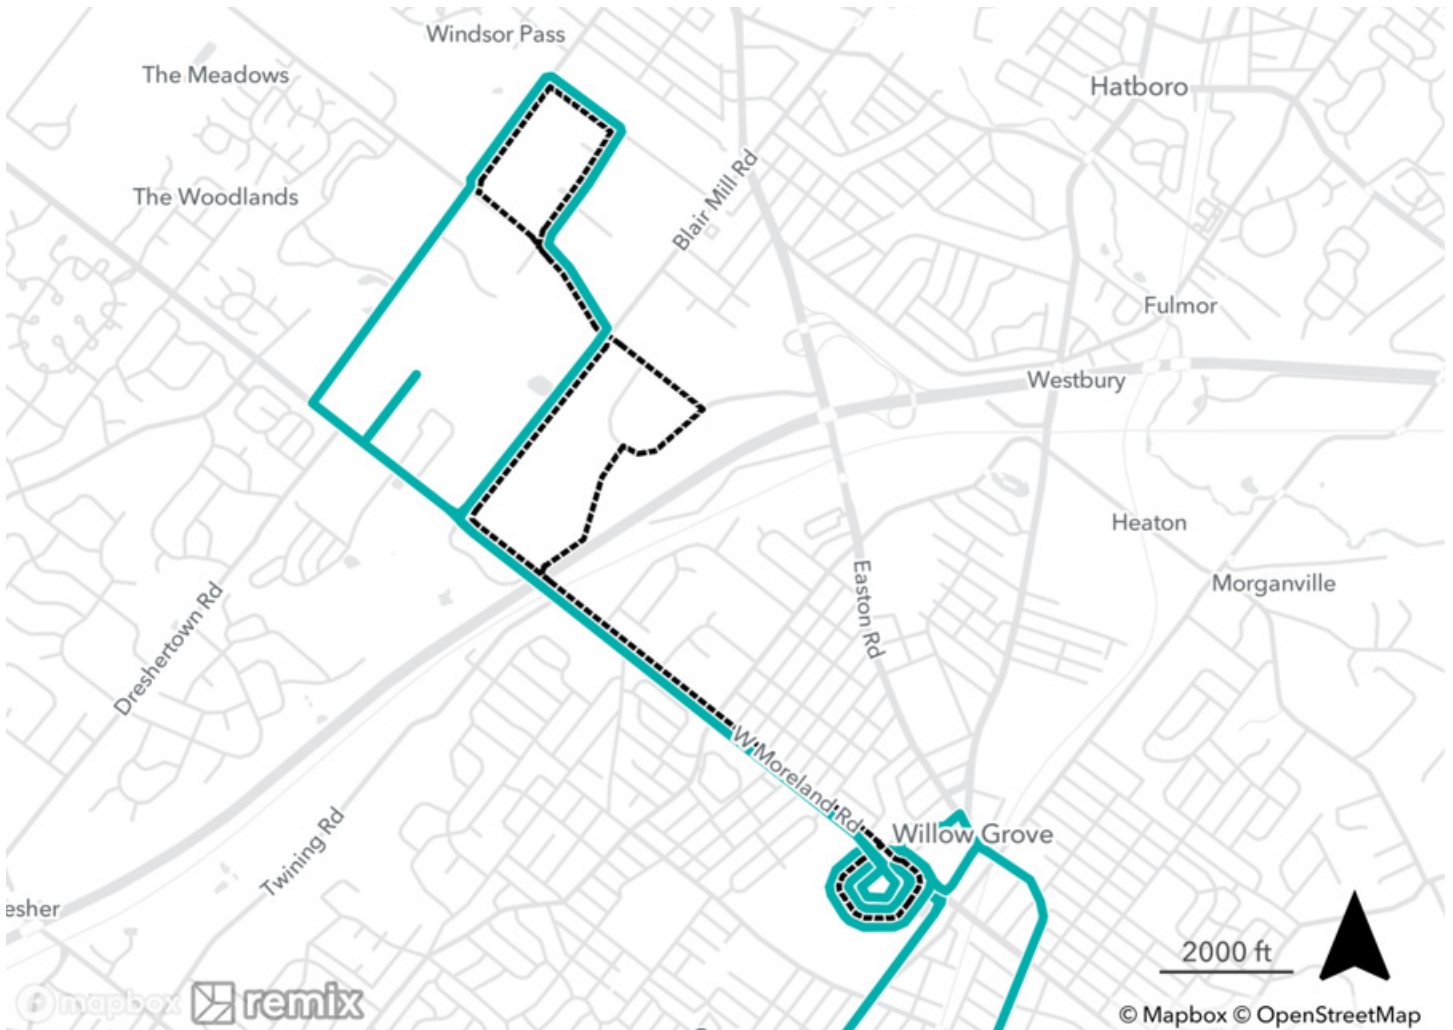 Windsor Pass
The Meadows
Hatboro
Blair Mill Rd
The Woodlands
Fulmor
Westbury
Heaton
Easton Rd
Morganville
Dreshertown Rd
W Moreland Rd
Willow Grove
Twining Rd
esher
2000 ft
mapbox
remix
© Mapbox © OpenStreetMap